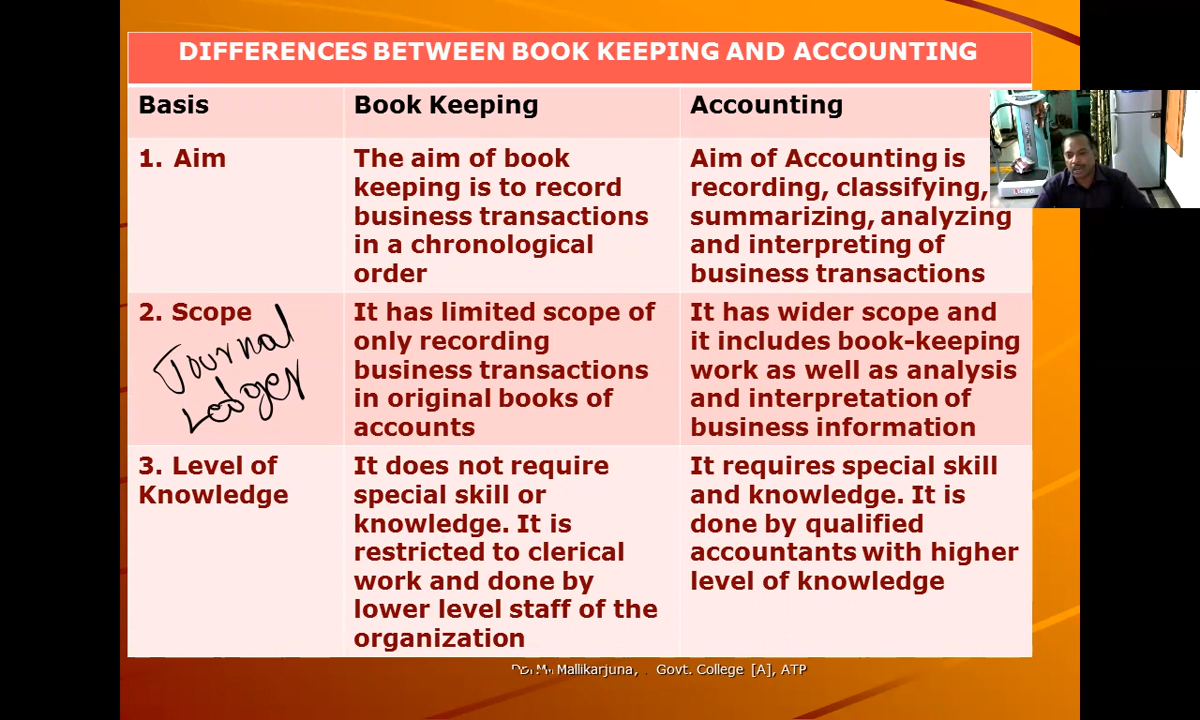 DIFFERENCES BETWEEN BOOK KEEPING AND ACCOUNTING
Basis
Book Keeping
Accounting
1. Aim
The aim of book
keeping is to record
business transactions
in a chronological
order
Aim of Accounting is
recording, classifying,
summarizing, analyzing
and interpreting of
business transactions
2. Scope
Journal
Ledger
It has limited scope of
only recording
business transactions
in original books of
accounts
It has wider scope and
it includes book-keeping
work as well as analysis
and interpretation of
business information
3. Level of
Knowledge
It does not require
special skill or
knowledge. It is
restricted to clerical
work and done by
lower level staff of the
organization
It requires special skill
and knowledge. It is
done by qualified
accountants with higher
level of knowledge
Mallikarjuna, Govt. College [A], ATP